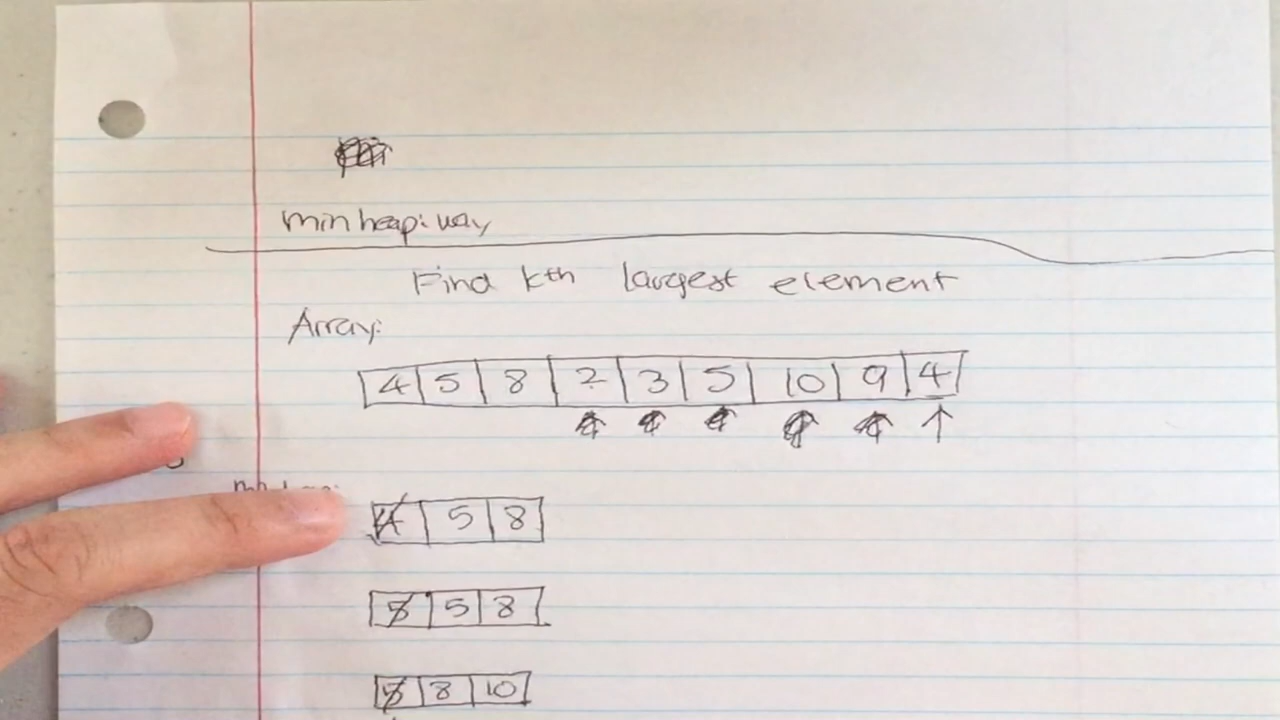 min heap: way
Find kth largest element
Array:
4 5 8 2 3 5 10 9 4
4 5 8
5 5 8
5 8 10